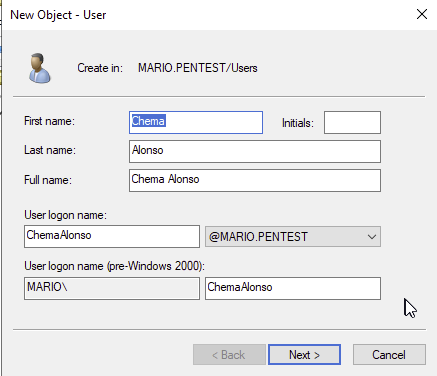 New Object - User
Create in: MARIO.PENTEST/Users
First name: Chema Initials:
Last name: Alonso
Full name: Chema Alonso
User logon name:
ChemaAlonso @MARIO.PENTEST
User logon name (pre-Windows 2000):
MARIO\ ChemaAlonso
< Back Next > Cancel